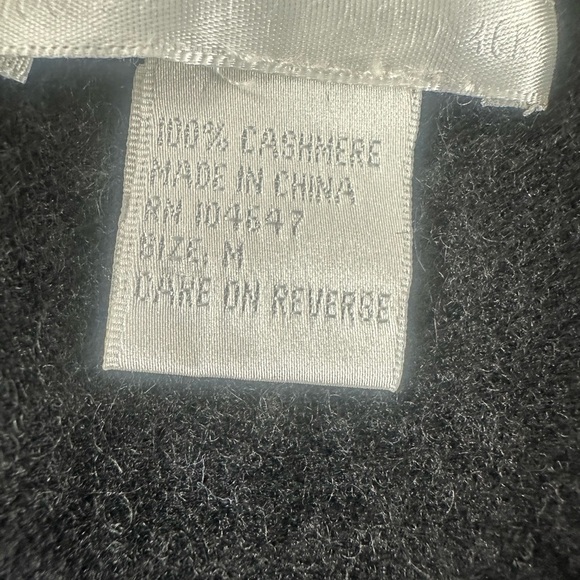 100% CASHMERE
MADE IN CHINA
RN 104647
SIZE, M
CARE ON REVERSE